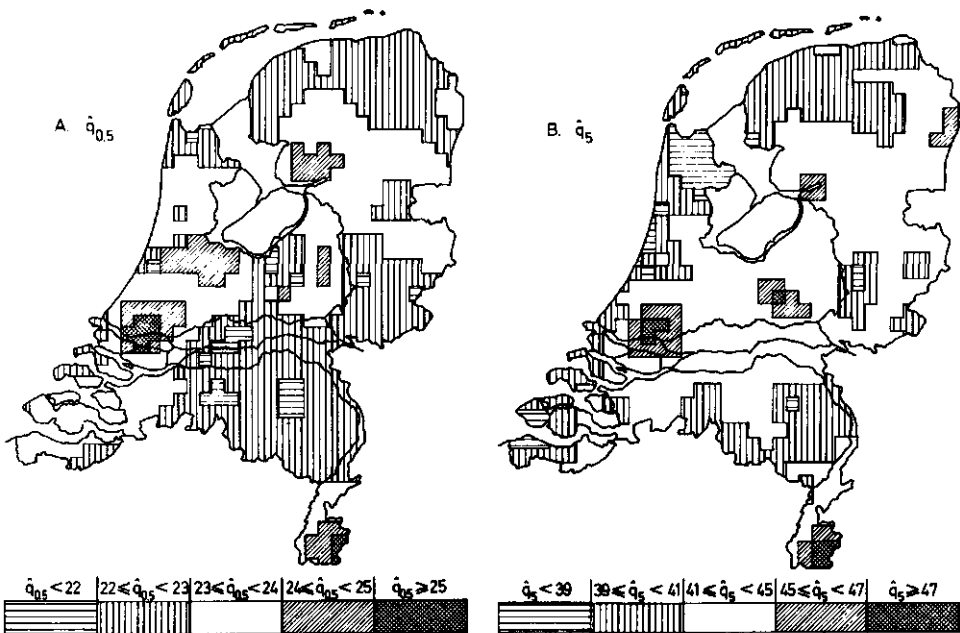 A. q̂0.5
B. q̂5
q̂0.5 < 22 | 22 ≤ q̂0.5 < 23 | 23 ≤ q̂0.5 < 24 | 24 ≤ q̂0.5 < 25 | q̂0.5 ≥ 25
q̂5 < 39 | 39 ≤ q̂5 < 41 | 41 ≤ q̂5 < 45 | 45 ≤ q̂5 < 47 | q̂5 ≥ 47